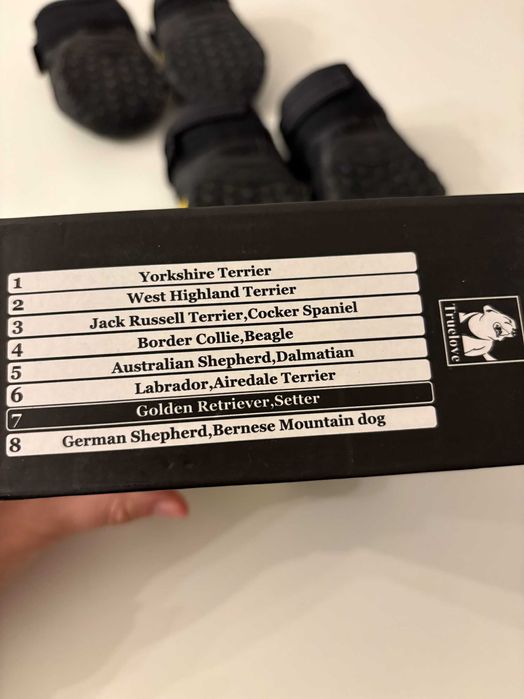 1 Yorkshire Terrier
2 West Highland Terrier
3 Jack Russell Terrier,Cocker Spaniel
4 Border Collie,Beagle
5 Australian Shepherd,Dalmatian
6 Labrador,Airedale Terrier
7 Golden Retriever,Setter
8 German Shepherd,Bernese Mountain dog
Truelove